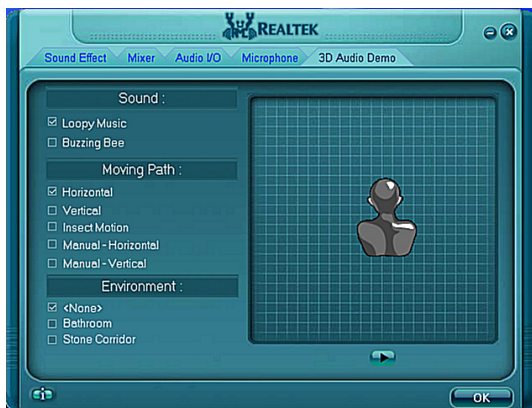 REALTEK
Sound Effect Mixer Audio I/O Microphone 3D Audio Demo
Sound :
Loopy Music
Buzzing Bee
Moving Path :
Horizontal
Vertical
Insect Motion
Manual - Horizontal
Manual - Vertical
Environment :
<None>
Bathroom
Stone Corridor
i
OK